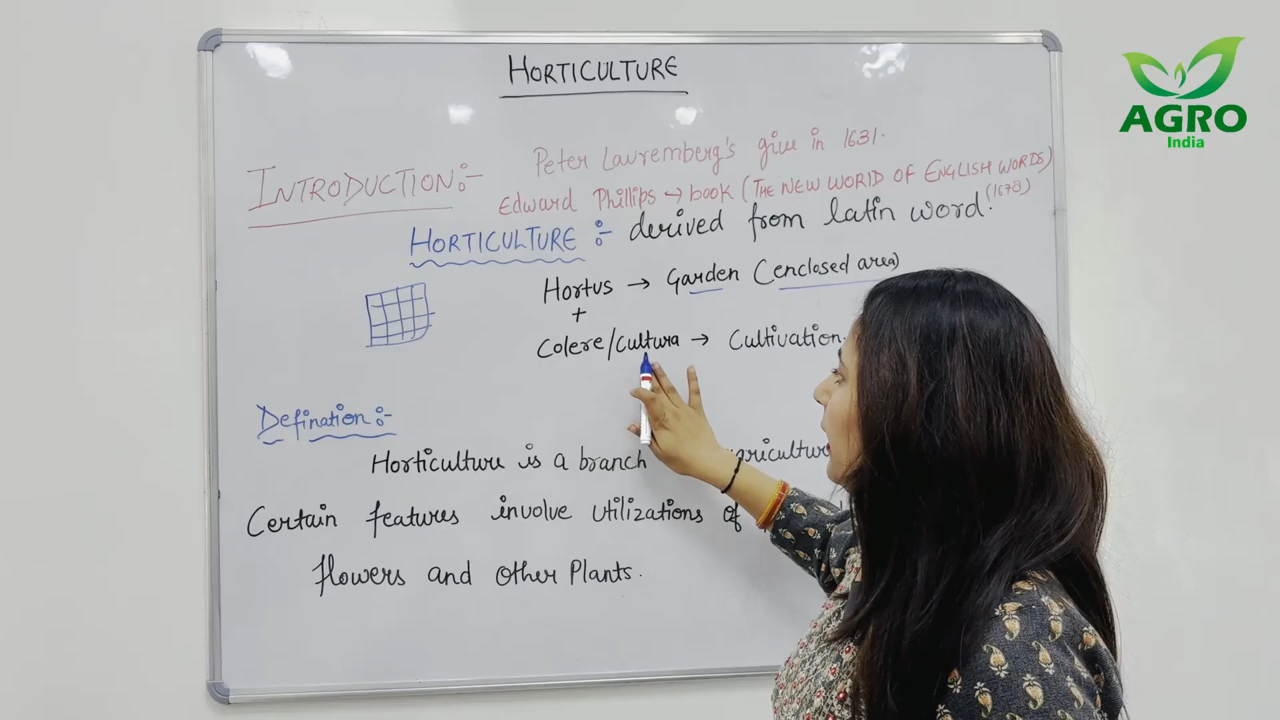 HORTICULTURE
AGRO
India
Peter Lauremberg's give in 1631.
INTRODUCTION:-
Edward Phillips → book (THE NEW WORLD OF ENGLISH WORDS)
(1678)
HORTICULTURE :- derived from latin word.
Hortus → Garden (enclosed area)
+
Colere/Cultura → Cultivation.
Defination:-
Horticulture is a branch
Certain features involve utilizations of
flowers and other Plants.